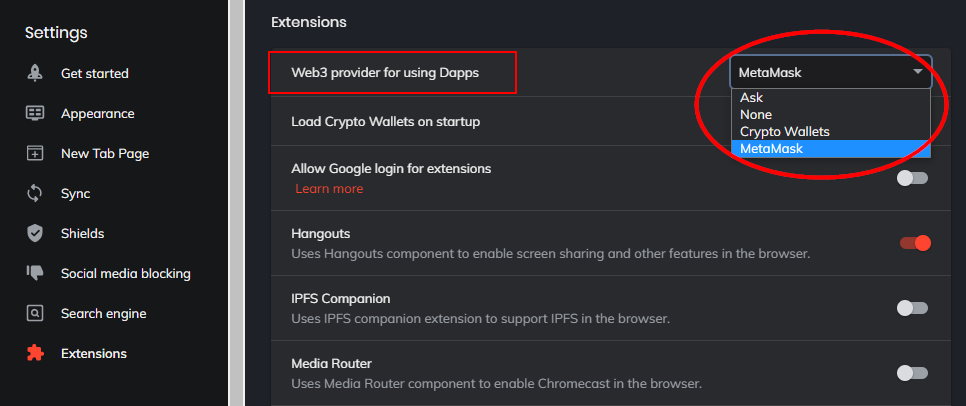 Settings
Get started
Appearance
New Tab Page
Sync
Shields
Social media blocking
Search engine
Extensions
Extensions
Web3 provider for using Dapps
MetaMask
Ask
None
Crypto Wallets
MetaMask
Load Crypto Wallets on startup
Allow Google login for extensions
Learn more
Hangouts
Uses Hangouts component to enable screen sharing and other features in the browser.
IPFS Companion
Uses IPFS companion extension to support IPFS in the browser.
Media Router
Uses Media Router component to enable Chromecast in the browser.